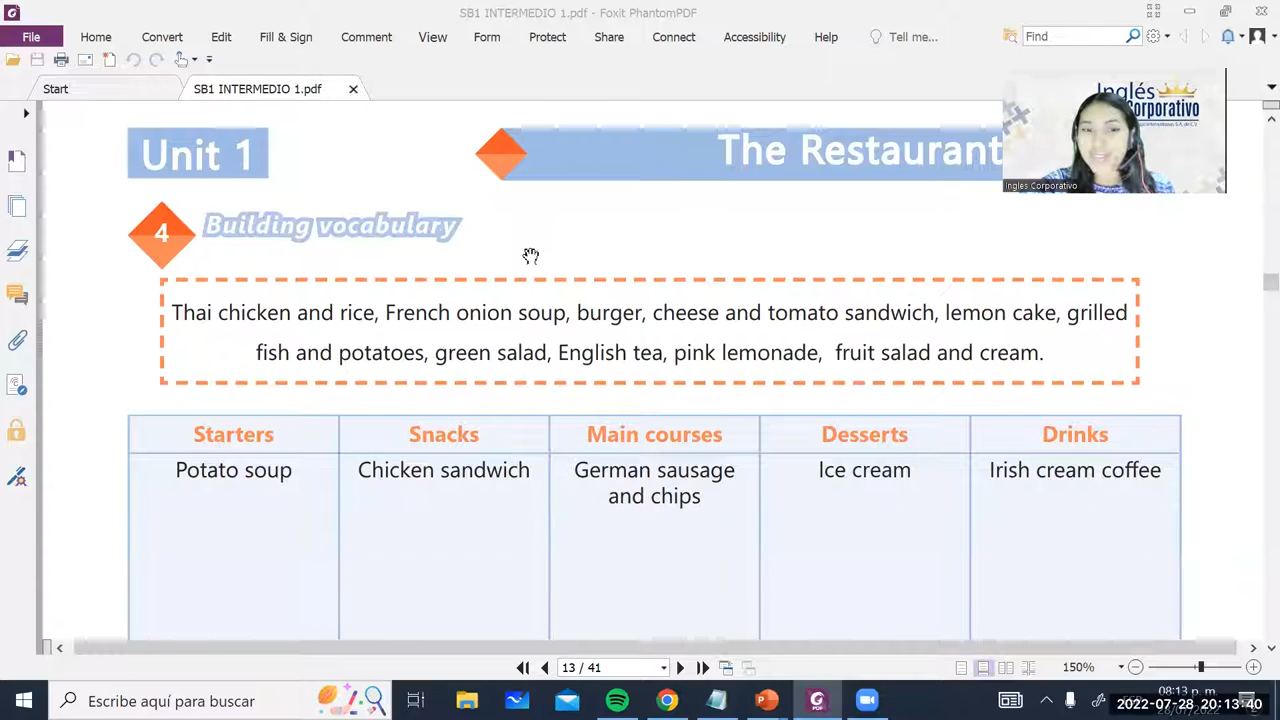 SB1 INTERMEDIO 1.pdf - Foxit PhantomPDF
File Home Convert Edit Fill & Sign Comment View Form Protect Share Connect Accessibility Help Tell me... Find
Start SB1 INTERMEDIO 1.pdf
Inglés
Corporativo
Ingles Corporativo
Unit 1 The Restaurant
4 Building vocabulary
Thai chicken and rice, French onion soup, burger, cheese and tomato sandwich, lemon cake, grilled
fish and potatoes, green salad, English tea, pink lemonade, fruit salad and cream.
Starters Snacks Main courses Desserts Drinks
Potato soup Chicken sandwich German sausage Ice cream Irish cream coffee
and chips
13 / 41 150%
Escribe aquí para buscar
08:13 p. m.
2022-07-28 20:13:40